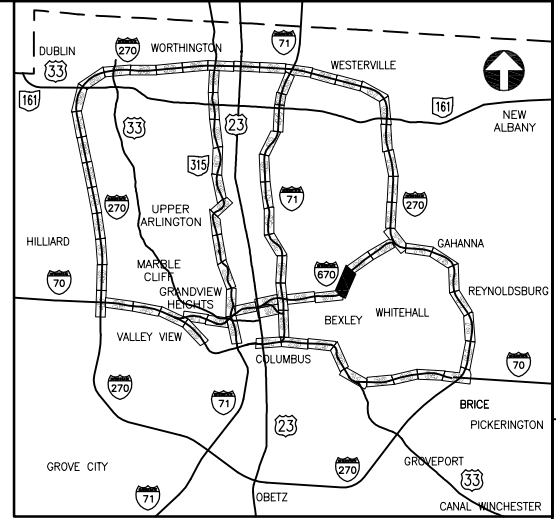 DUBLIN
270
WORTHINGTON
71
WESTERVILLE
33
161
33
23
161
NEW
ALBANY
315
270
UPPER
ARLINGTON
71
270
HILLIARD
GAHANNA
MARBLE
CLIFF
70
670
GRANDVIEW
HEIGHTS
REYNOLDSBURG
WHITEHALL
BEXLEY
VALLEY VIEW
COLUMBUS
70
270
71
BRICE
23
PICKERINGTON
GROVE CITY
270
GROVEPORT
33
71
OBETZ
CANAL WINCHESTER